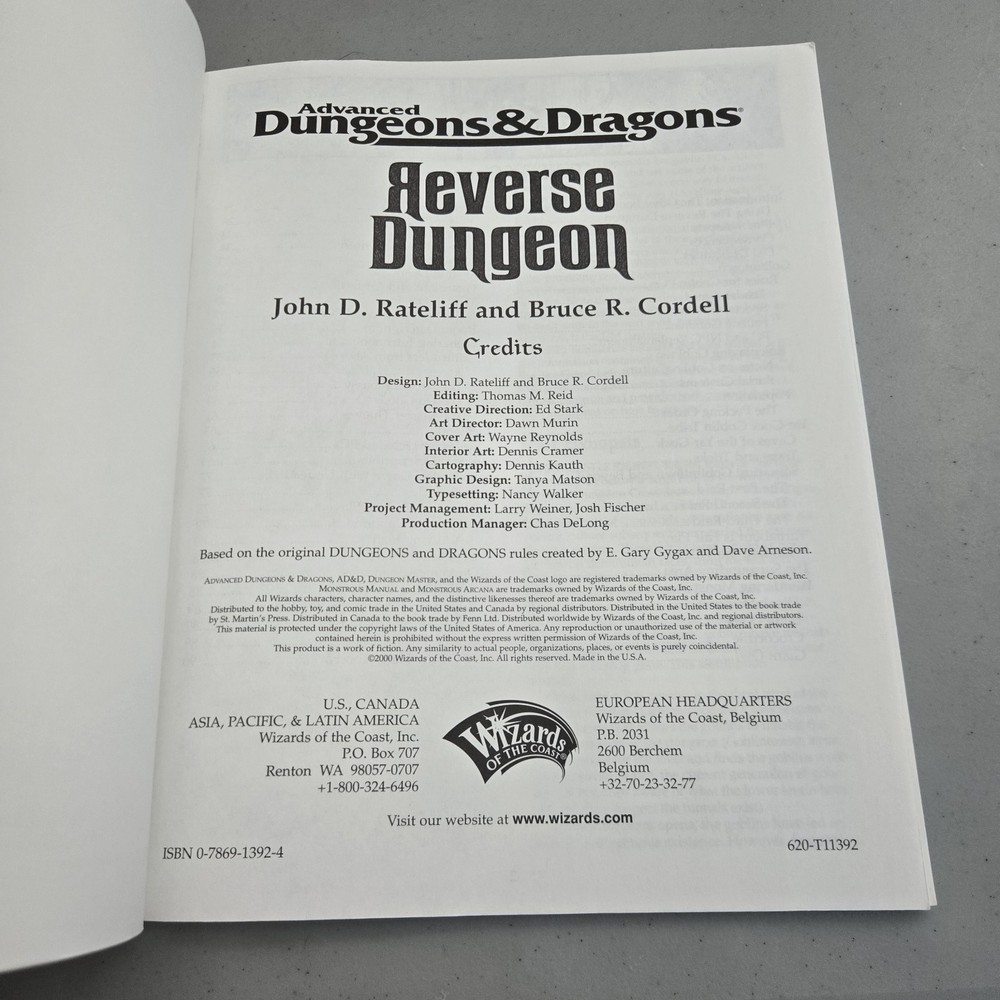 Advanced
Dungeons & Dragons®
Reverse
Dungeon
John D. Rateliff and Bruce R. Cordell
Credits
Design: John D. Rateliff and Bruce R. Cordell
Editing: Thomas M. Reid
Creative Direction: Ed Stark
Art Director: Dawn Murin
Cover Art: Wayne Reynolds
Interior Art: Dennis Cramer
Cartography: Dennis Kauth
Graphic Design: Tanya Matson
Typesetting: Nancy Walker
Project Management: Larry Weiner, Josh Fischer
Production Manager: Chas DeLong
Based on the original DUNGEONS and DRAGONS rules created by E. Gary Gygax and Dave Arneson.
ADVANCED DUNGEONS & DRAGONS, AD&D, DUNGEON MASTER, and the Wizards of the Coast logo are registered trademarks owned by Wizards of the Coast, Inc.
MONSTROUS MANUAL and MONSTROUS ARCANA are trademarks owned by Wizards of the Coast, Inc.
All Wizards characters, character names, and the distinctive likenesses thereof are trademarks owned by Wizards of the Coast, Inc.
Distributed to the hobby, toy, and comic trade in the United States and Canada by regional distributors. Distributed in the United States to the book trade
by St. Martin's Press. Distributed in Canada to the book trade by Fenn Ltd. Distributed worldwide by Wizards of the Coast, Inc. and regional distributors.
This material is protected under the copyright laws of the United States of America. Any reproduction or unauthorized use of the material or artwork
contained herein is prohibited without the express written permission of Wizards of the Coast, Inc.
This product is a work of fiction. Any similarity to actual people, organizations, places, or events is purely coincidental.
©2000 Wizards of the Coast, Inc. All rights reserved. Made in the U.S.A.
U.S., CANADA
ASIA, PACIFIC, & LATIN AMERICA
Wizards of the Coast, Inc.
P.O. Box 707
Renton WA 98057-0707
+1-800-324-6496
Wizards
OF THE COAST®
EUROPEAN HEADQUARTERS
Wizards of the Coast, Belgium
P.B. 2031
2600 Berchem
Belgium
+32-70-23-32-77
Visit our website at www.wizards.com
ISBN 0-7869-1392-4
620-T11392